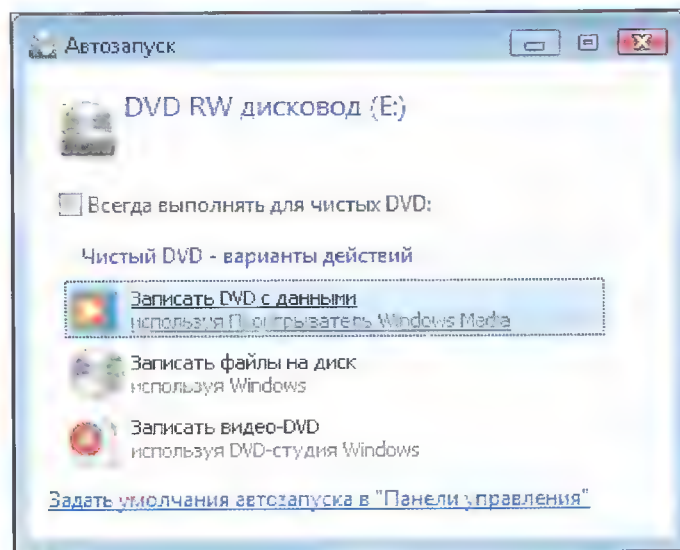 Автозапуск
DVD RW дисковод (E:)
Всегда выполнять для чистых DVD:
Чистый DVD - варианты действий
Записать DVD с данными
используя Проигрыватель Windows Media
Записать файлы на диск
используя Windows
Записать видео-DVD
используя DVD-студия Windows
Задать умолчания автозапуска в "Панели управления"